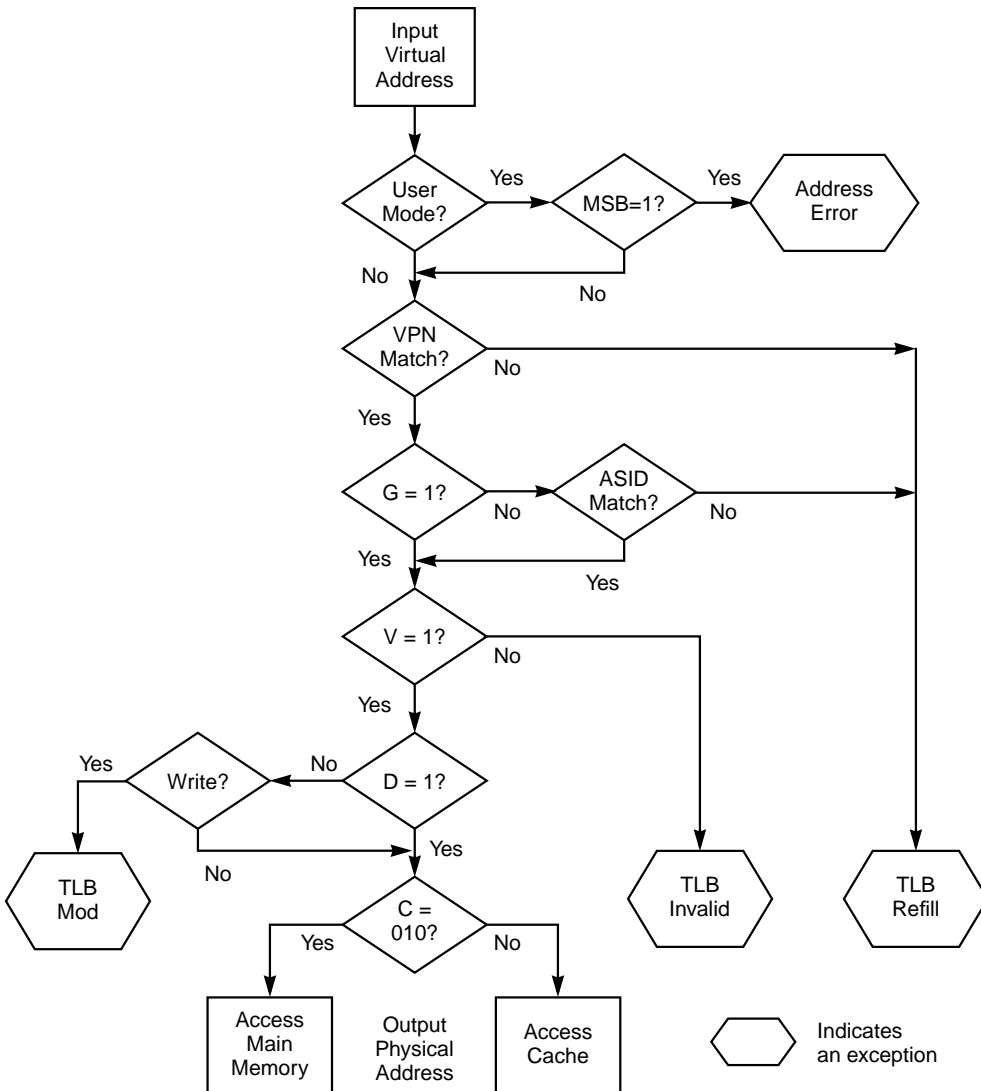 Input
Virtual
Address
User
Mode?
Yes
MSB=1?
Yes
Address
Error
No
No
VPN
Match?
No
Yes
G = 1?
No
ASID
Match?
No
Yes
Yes
V = 1?
No
Yes
Yes
Write?
No
D = 1?
No
Yes
TLB
Mod
TLB
Invalid
TLB
Refill
Yes
C =
010?
No
Access
Main
Memory
Output
Physical
Address
Access
Cache
Indicates
an exception